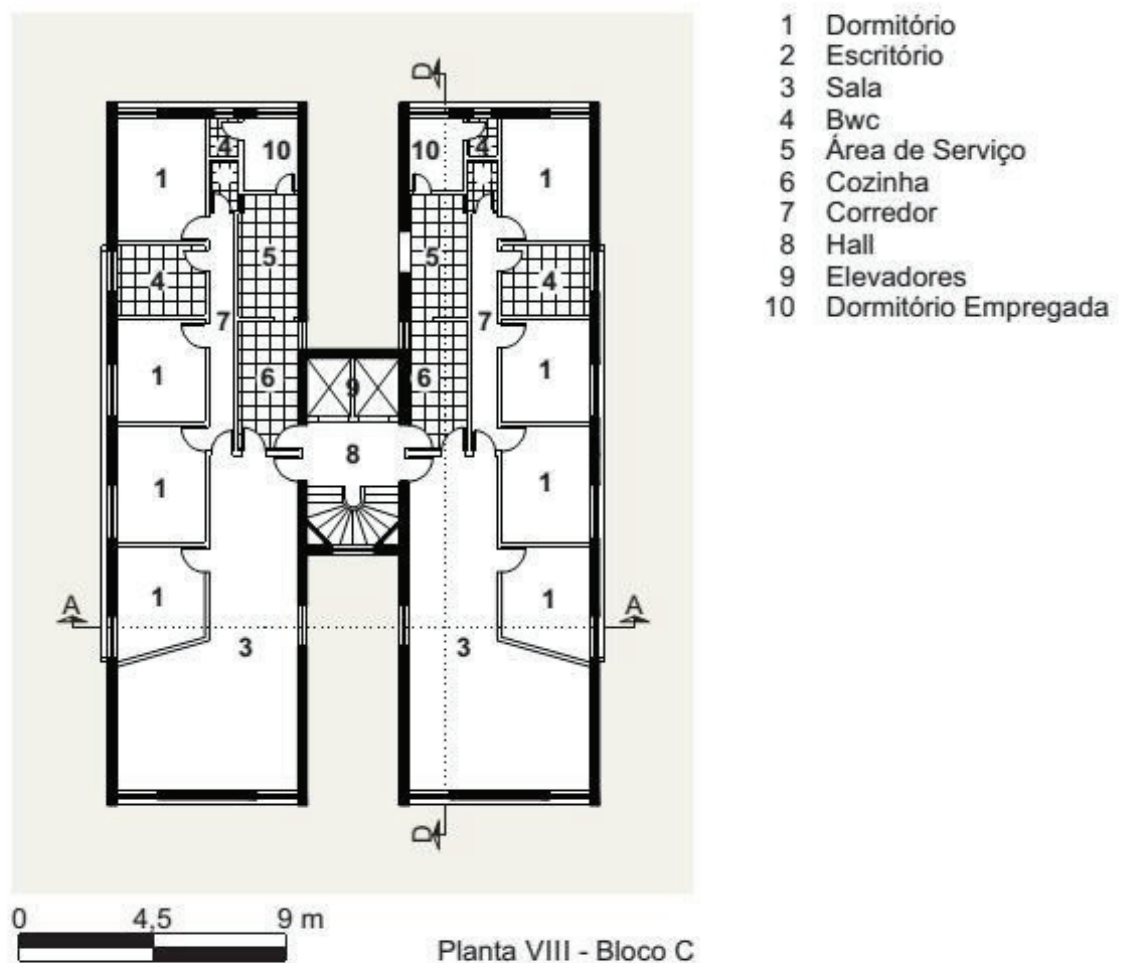 1 Dormitório
2 Escritório
3 Sala
4 Bwc
5 Área de Serviço
6 Cozinha
7 Corredor
8 Hall
9 Elevadores
10 Dormitório Empregada
D
4 10 10 4
1 1
5 5
4 4
7 7
1 6 9 6 1
8
1 1
1 1
A A
3 3
D
0 4,5 9 m
Planta VIII - Bloco C